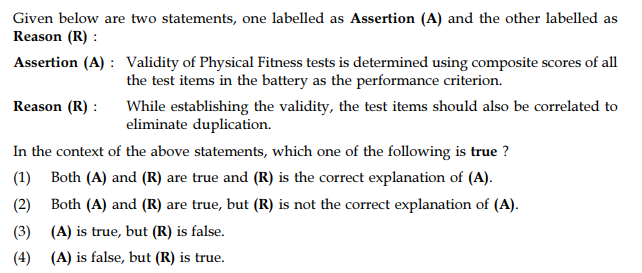 Given below are two statements, one labelled as Assertion (A) and the other labelled as
Reason (R) :
Assertion (A) : Validity of Physical Fitness tests is determined using composite scores of all
the test items in the battery as the performance criterion.
Reason (R) : While establishing the validity, the test items should also be correlated to
eliminate duplication.
In the context of the above statements, which one of the following is true ?
(1) Both (A) and (R) are true and (R) is the correct explanation of (A).
(2) Both (A) and (R) are true, but (R) is not the correct explanation of (A).
(3) (A) is true, but (R) is false.
(4) (A) is false, but (R) is true.